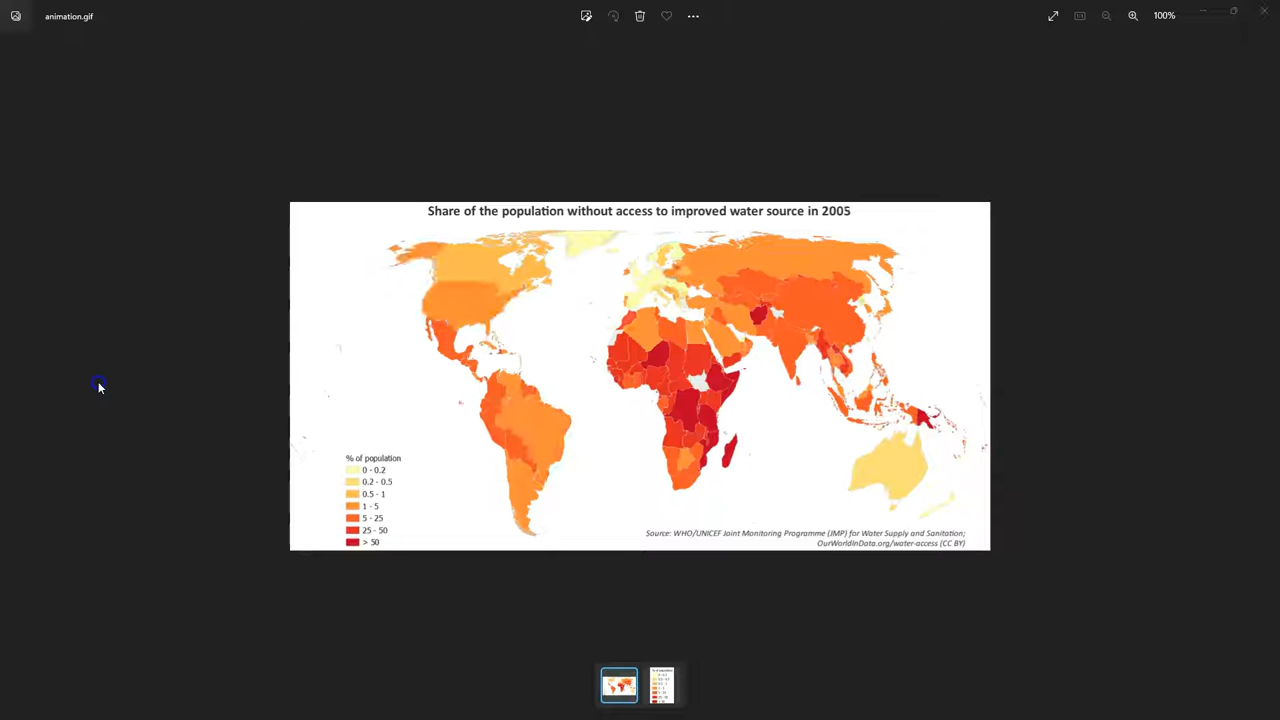 animation.gif
100%
Share of the population without access to improved water source in 2005
% of population
0 - 0.2
0.2 - 0.5
0.5 - 1
1 - 5
5 - 25
25 - 50
> 50
Source: WHO/UNICEF Joint Monitoring Programme (JMP) for Water Supply and Sanitation;
OurWorldInData.org/water-access (CC BY)